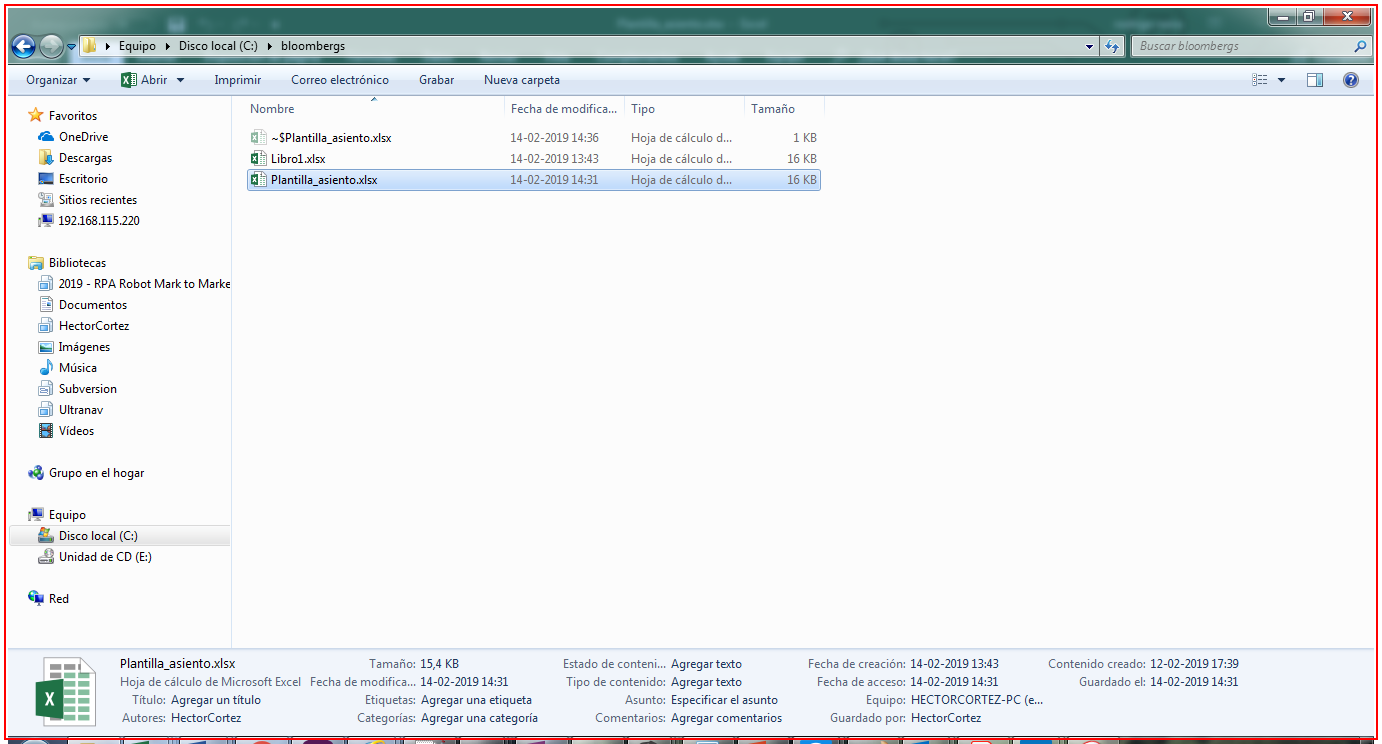 Equipo Disco local (C:) bloombergs Buscar bloombergs
Organizar Abrir Imprimir Correo electrónico Grabar Nueva carpeta
Favoritos
OneDrive
Descargas
Escritorio
Sitios recientes
192.168.115.220
Bibliotecas
2019 - RPA Robot Mark to Marke
Documentos
HectorCortez
Imágenes
Música
Subversion
Ultranav
Vídeos
Grupo en el hogar
Equipo
Disco local (C:)
Unidad de CD (E:)
Red
Nombre Fecha de modifica... Tipo Tamaño
~$Plantilla_asiento.xlsx 14-02-2019 14:36 Hoja de cálculo d... 1 KB
Libro1.xlsx 14-02-2019 13:43 Hoja de cálculo d... 16 KB
Plantilla_asiento.xlsx 14-02-2019 14:31 Hoja de cálculo d... 16 KB
Plantilla_asiento.xlsx Tamaño: 15,4 KB Estado de conteni... Agregar texto Fecha de creación: 14-02-2019 13:43 Contenido creado: 12-02-2019 17:39
Hoja de cálculo de Microsoft Excel Fecha de modifica... 14-02-2019 14:31 Tipo de contenido: Agregar texto Fecha de acceso: 14-02-2019 14:31 Guardado el: 14-02-2019 14:31
Título: Agregar un título Etiquetas: Agregar una etiqueta Asunto: Especificar el asunto Equipo: HECTORCORTEZ-PC (e...
Autores: HectorCortez Categorías: Agregar una categoría Comentarios: Agregar comentarios Guardado por: HectorCortez